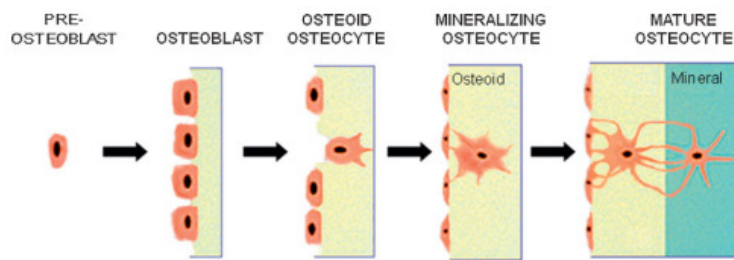 PRE-
OSTEOBLAST
OSTEOBLAST
OSTEOID
OSTEOCYTE
MINERALIZING
OSTEOCYTE
MATURE
OSTEOCYTE
Osteoid
Mineral